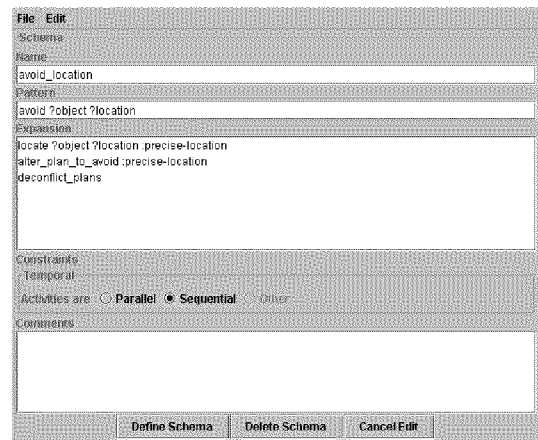 File Edit
Schema
Name
avoid_location
Pattern
avoid ?object ?location
Expansion
locate ?object ?location :precise-location
alter_plan_to_avoid :precise-location
deconflict_plans
Constraints
Temporal
Activities are Parallel Sequential Other
Comments
Define Schema Delete Schema Cancel Edit